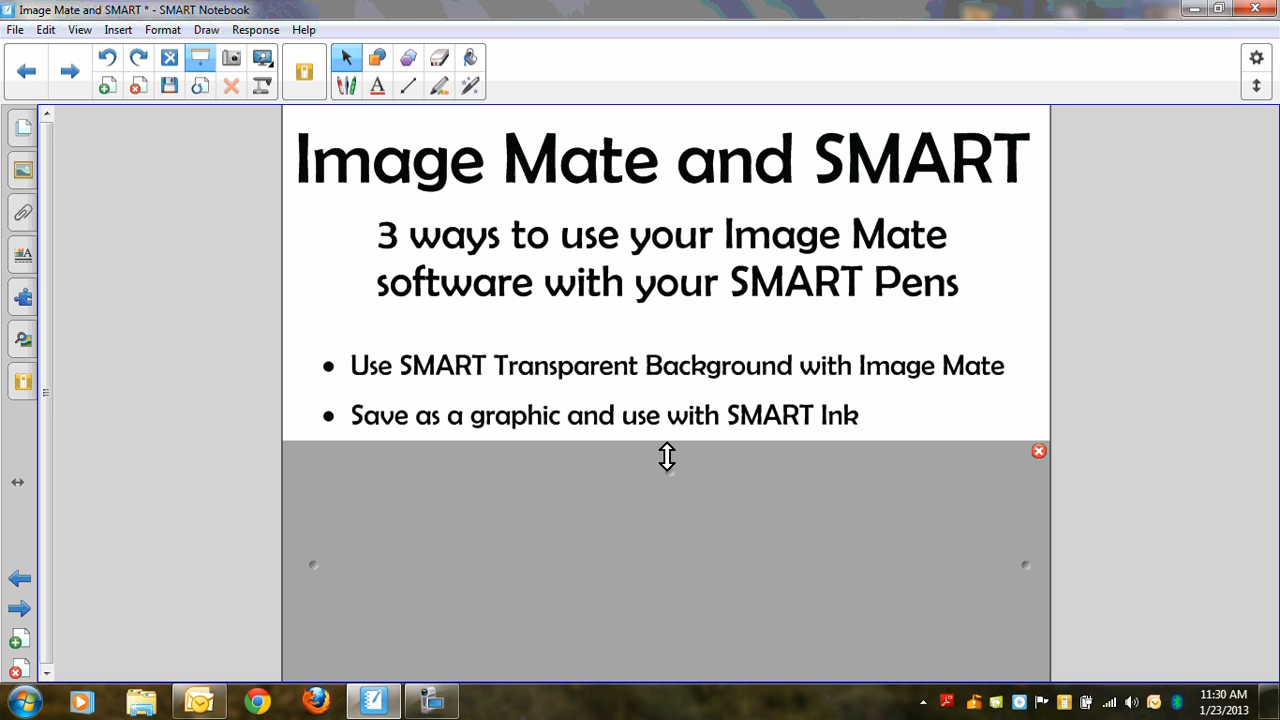 Image Mate and SMART * - SMART Notebook
File Edit View Insert Format Draw Response Help
Image Mate and SMART
3 ways to use your Image Mate
software with your SMART Pens
• Use SMART Transparent Background with Image Mate
• Save as a graphic and use with SMART Ink
11:30 AM
1/23/2013